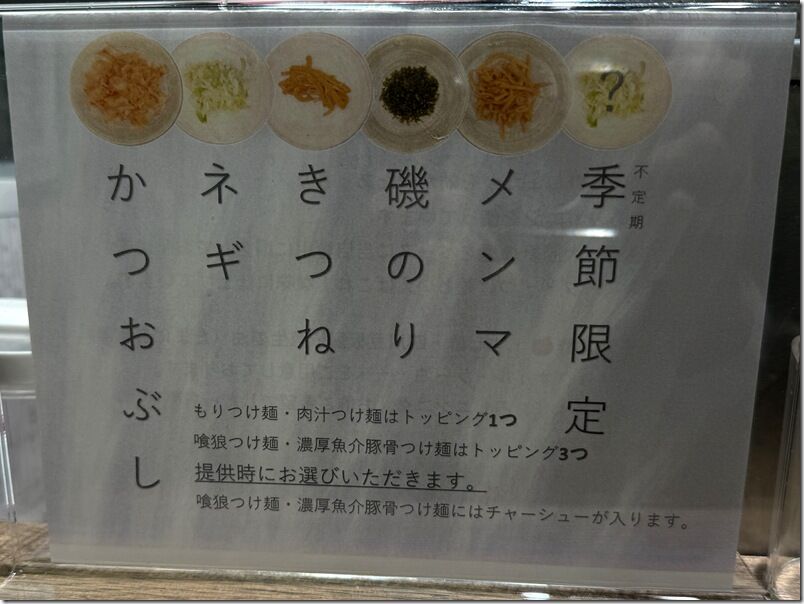 ?
不定期
季節限定
メンマ
磯のり
きつね
ネギ
かつおぶし
もりつけ麺・肉汁つけ麺はトッピング1つ
喰狼つけ麺・濃厚魚介豚骨つけ麺はトッピング3つ
提供時にお選びいただきます。
喰狼つけ麺・濃厚魚介豚骨つけ麺にはチャーシューが入ります。